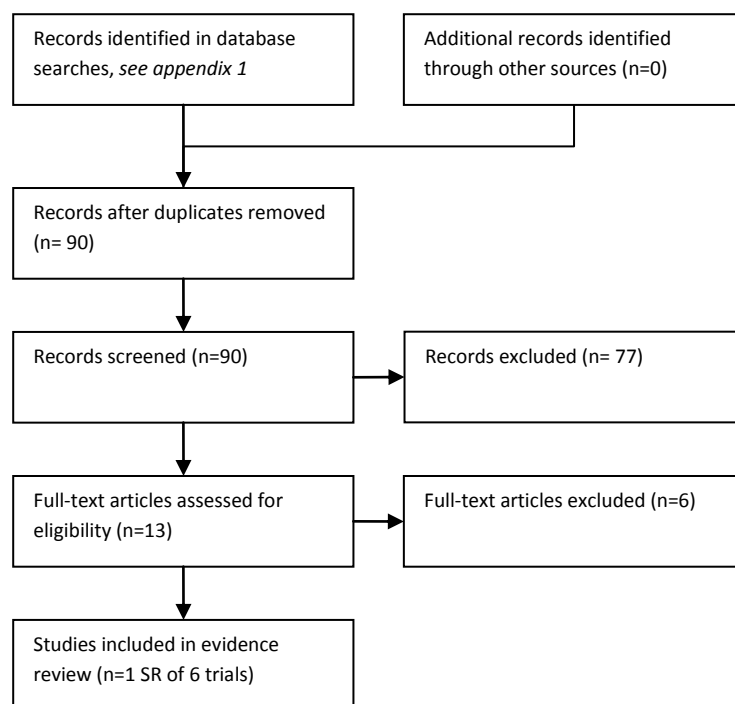 Records identified in database
searches, see appendix 1
Additional records identified
through other sources (n=0)
Records after duplicates removed
(n= 90)
Records screened (n=90)
Records excluded (n= 77)
Full-text articles assessed for
eligibility (n=13)
Full-text articles excluded (n=6)
Studies included in evidence
review (n=1 SR of 6 trials)